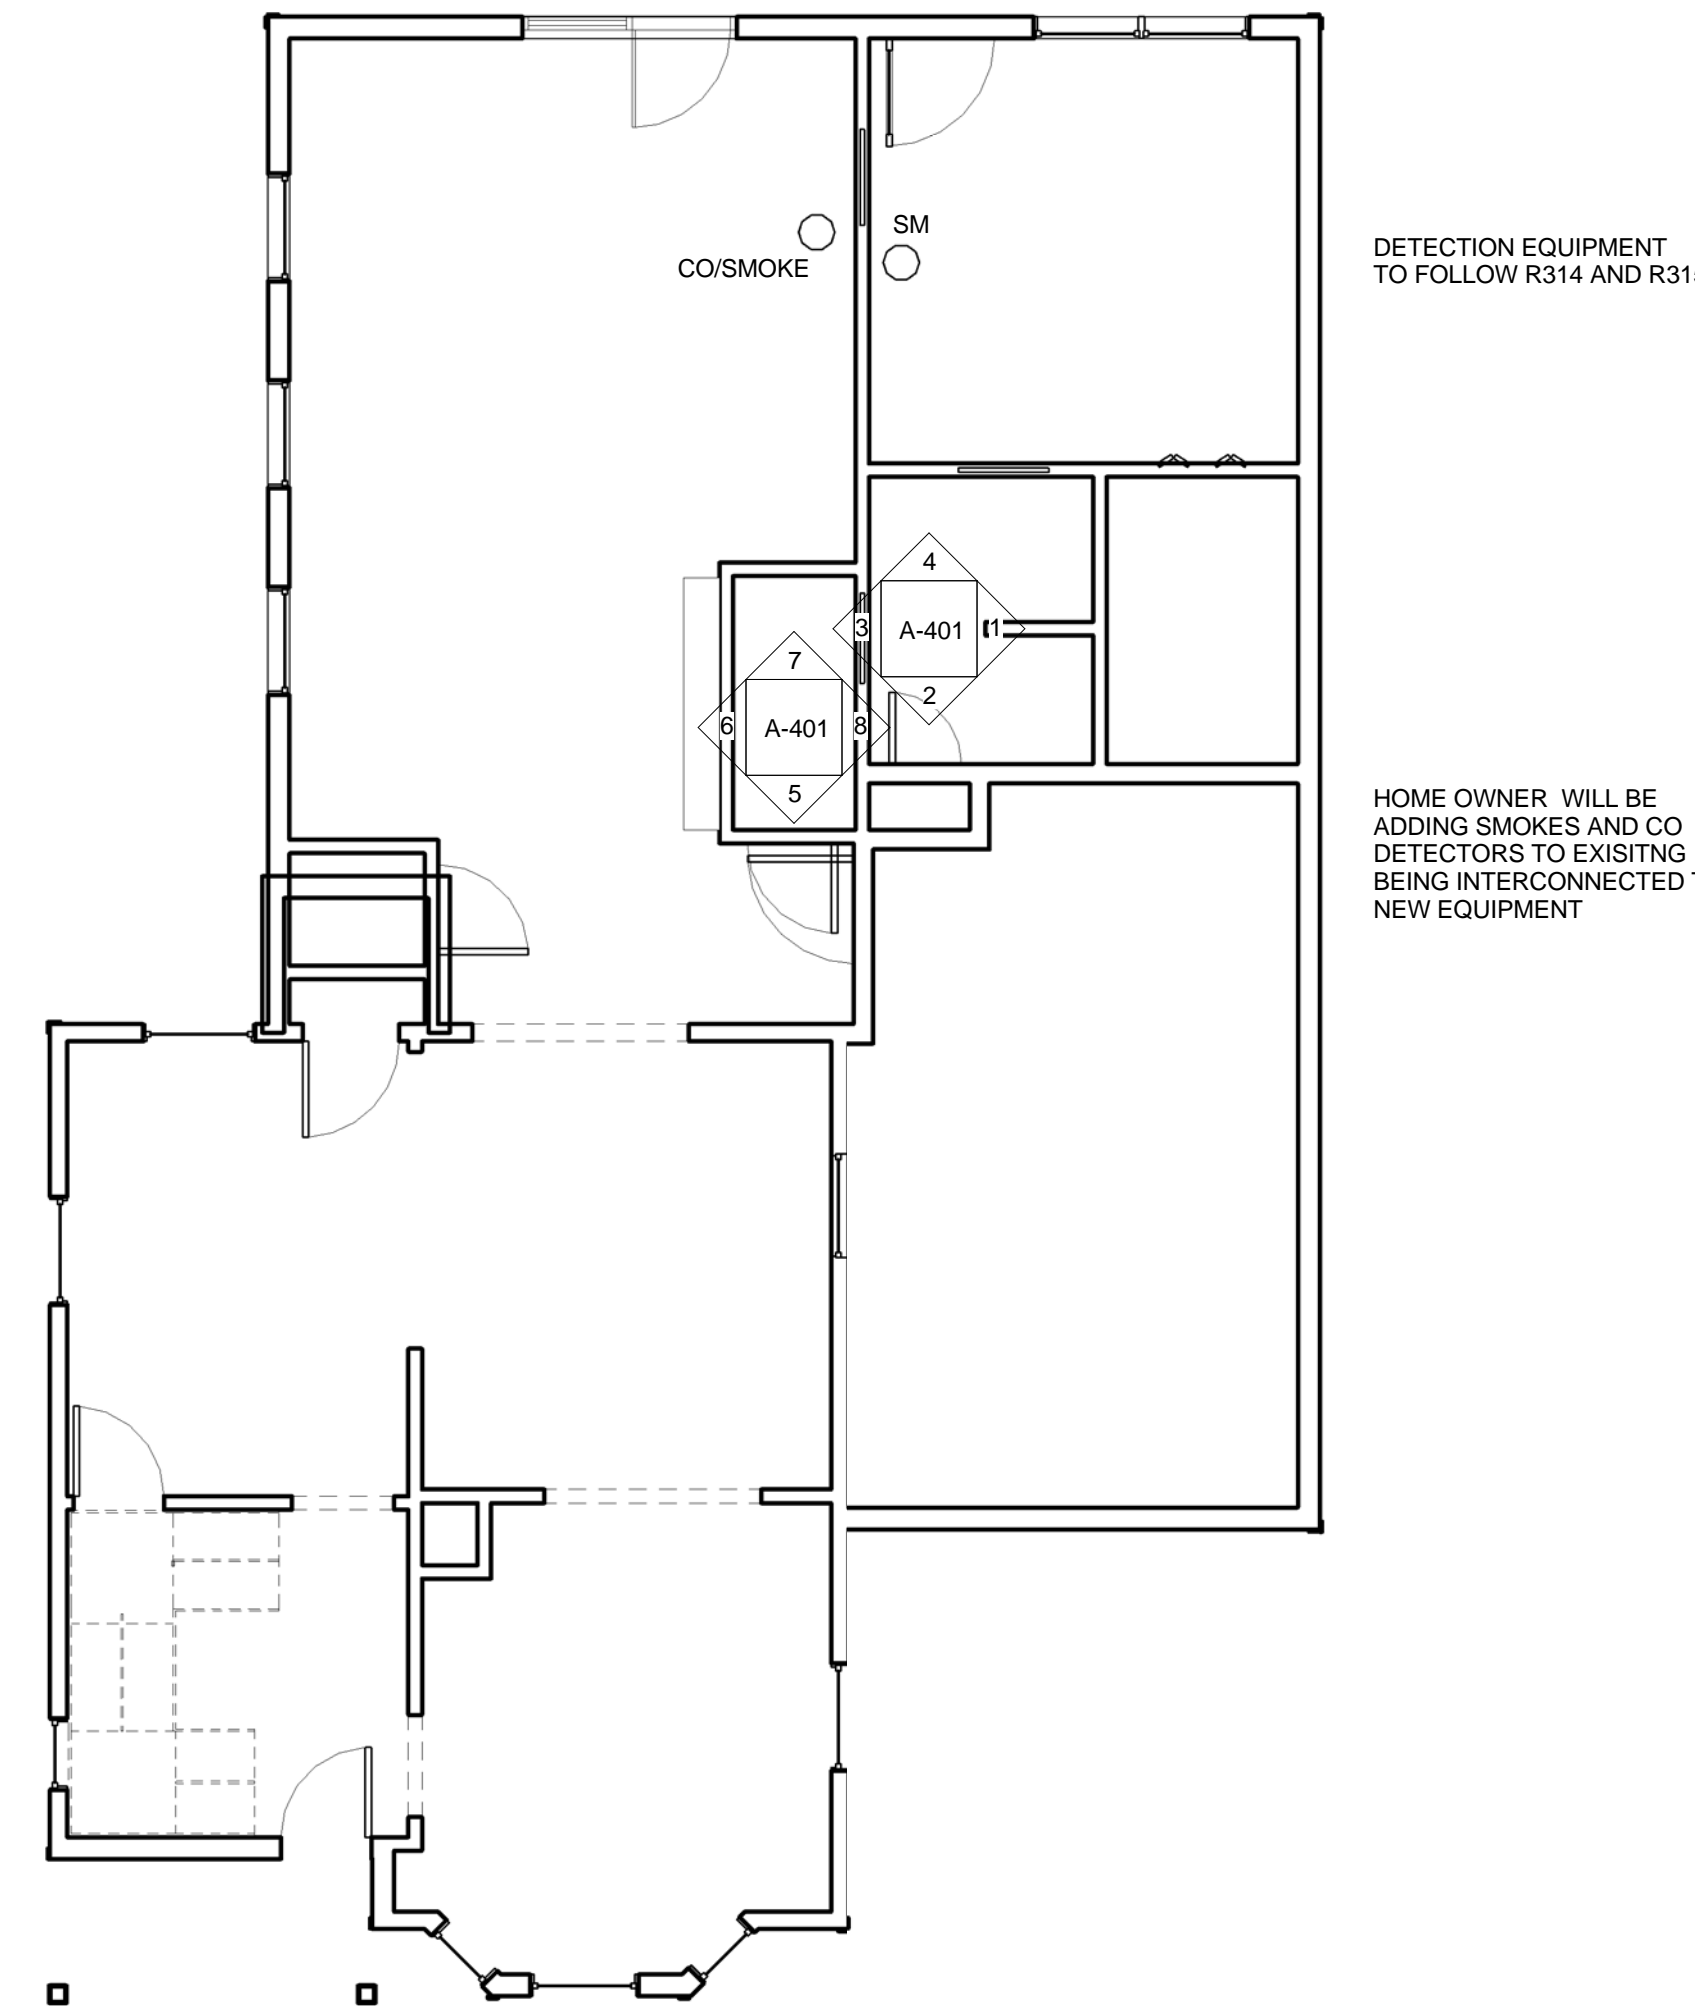 SM
CO/SMOKE
DETECTION EQUIPMENT
TO FOLLOW R314 AND
4
3
A-401
1
2
7
6
A-401
8
5
HOME OWNER WILL BE
ADDING SMOKES AND CO
DETECTORS TO EXISITNG
BEING INTERCONNECTED
NEW EQUIPMENT